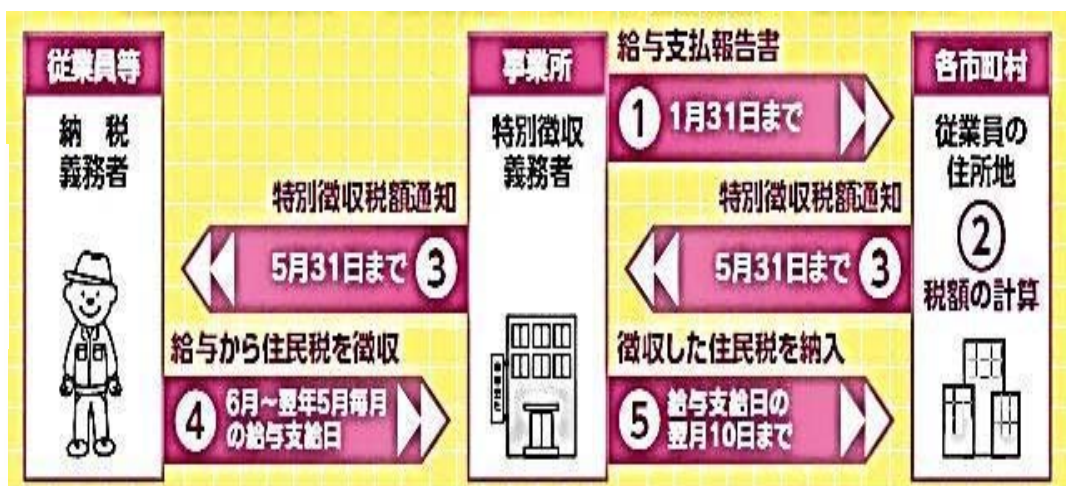 従業員等
納 税
義務者
事業所
特別徴収
義務者
給与支払報告書
① 1月31日まで
各市町村
従業員の
住所地
②
税額の計算
特別徴収税額通知
5月31日まで ③
特別徴収税額通知
5月31日まで ③
給与から住民税を徴収
④ 6月~翌年5月毎月
の給与支給日
徴収した住民税を納入
⑤ 給与支給日の
翌月10日まで